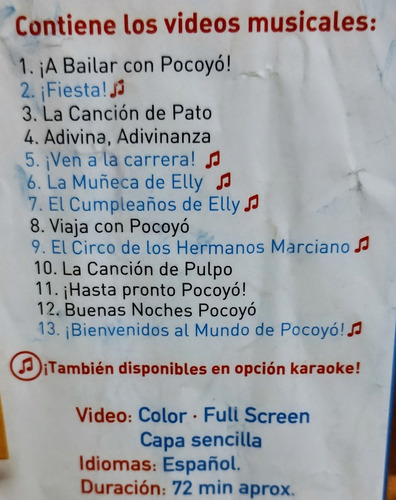 Contiene los videos musicales:
1. ¡A Bailar con Pocoyó!
2. ¡Fiesta!
3. La Canción de Pato
4. Adivina, Adivinanza
5. ¡Ven a la carrera!
6. La Muñeca de Elly
7. El Cumpleaños de Elly
8. Viaja con Pocoyó
9. El Circo de los Hermanos Marciano
10. La Canción de Pulpo
11. ¡Hasta pronto Pocoyó!
12. Buenas Noches Pocoyó
13. ¡Bienvenidos al Mundo de Pocoyó!
¡También disponibles en opción karaoke!
Video: Color · Full Screen
Capa sencilla
Idiomas: Español.
Duración: 72 min aprox.